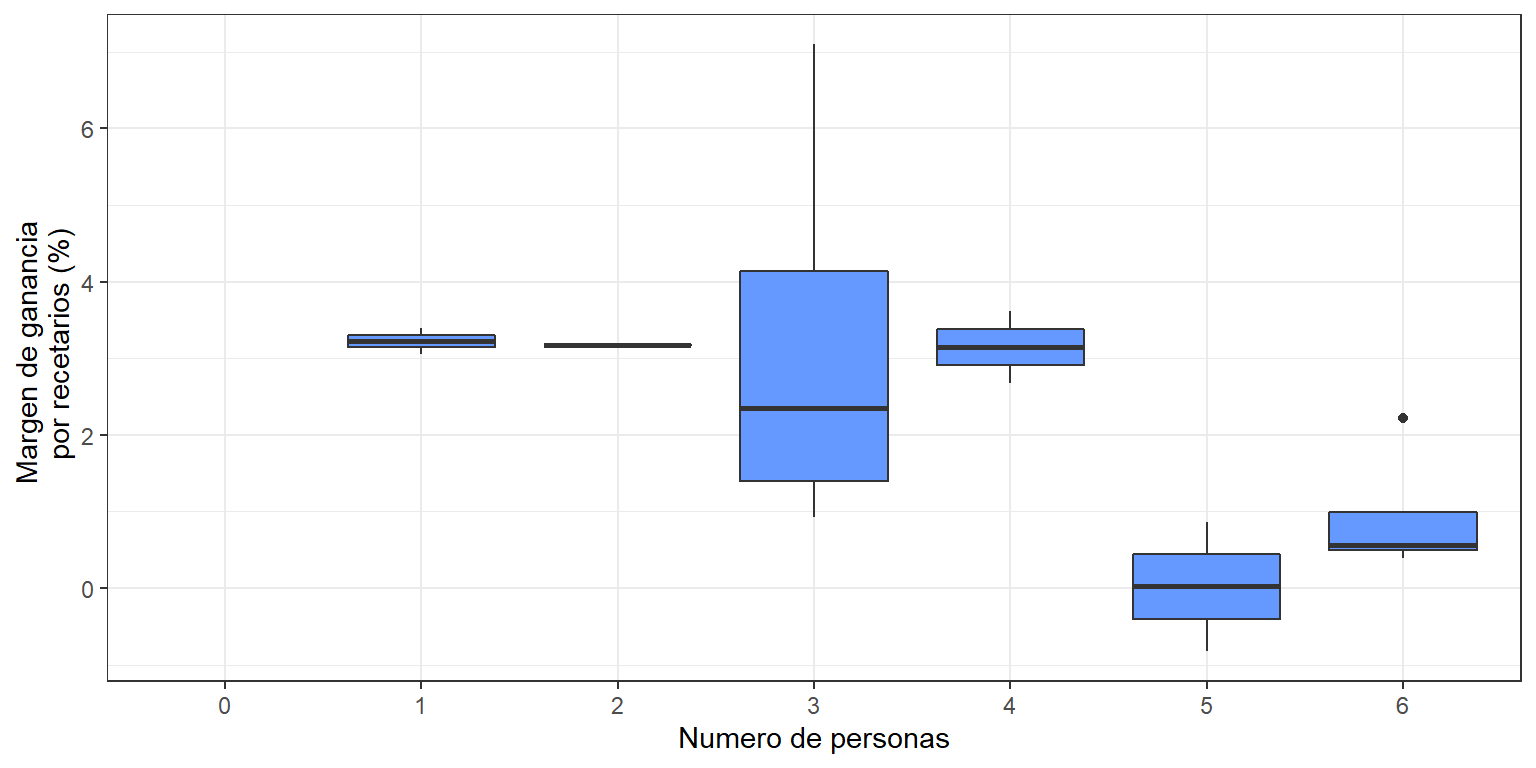 Margen de ganancia
por recetarios (%)
6
4
2
0
0 1 2 3 4 5 6
Numero de personas